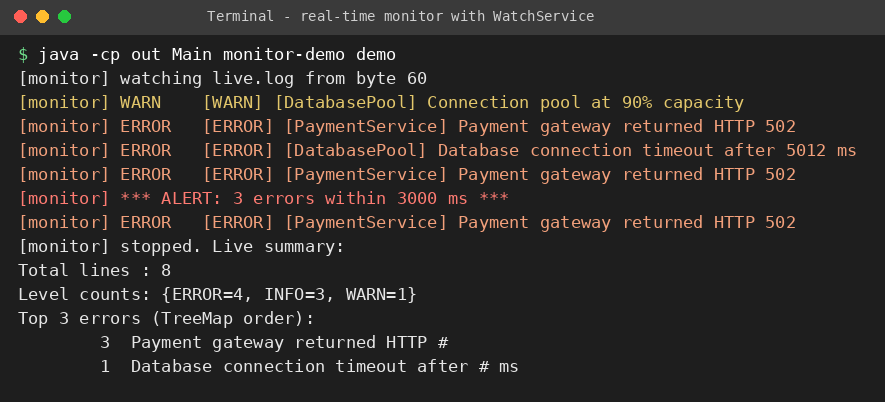 Terminal - real-time monitor with WatchService
$ java -cp out Main monitor-demo demo
[monitor] watching live.log from byte 60
[monitor] WARN    [WARN] [DatabasePool] Connection pool at 90% capacity
[monitor] ERROR   [ERROR] [PaymentService] Payment gateway returned HTTP 502
[monitor] ERROR   [ERROR] [DatabasePool] Database connection timeout after 5012 ms
[monitor] ERROR   [ERROR] [PaymentService] Payment gateway returned HTTP 502
[monitor] *** ALERT: 3 errors within 3000 ms ***
[monitor] ERROR   [ERROR] [PaymentService] Payment gateway returned HTTP 502
[monitor] stopped. Live summary:
Total lines : 8
Level counts: {ERROR=4, INFO=3, WARN=1}
Top 3 errors (TreeMap order):
        3  Payment gateway returned HTTP #
        1  Database connection timeout after # ms